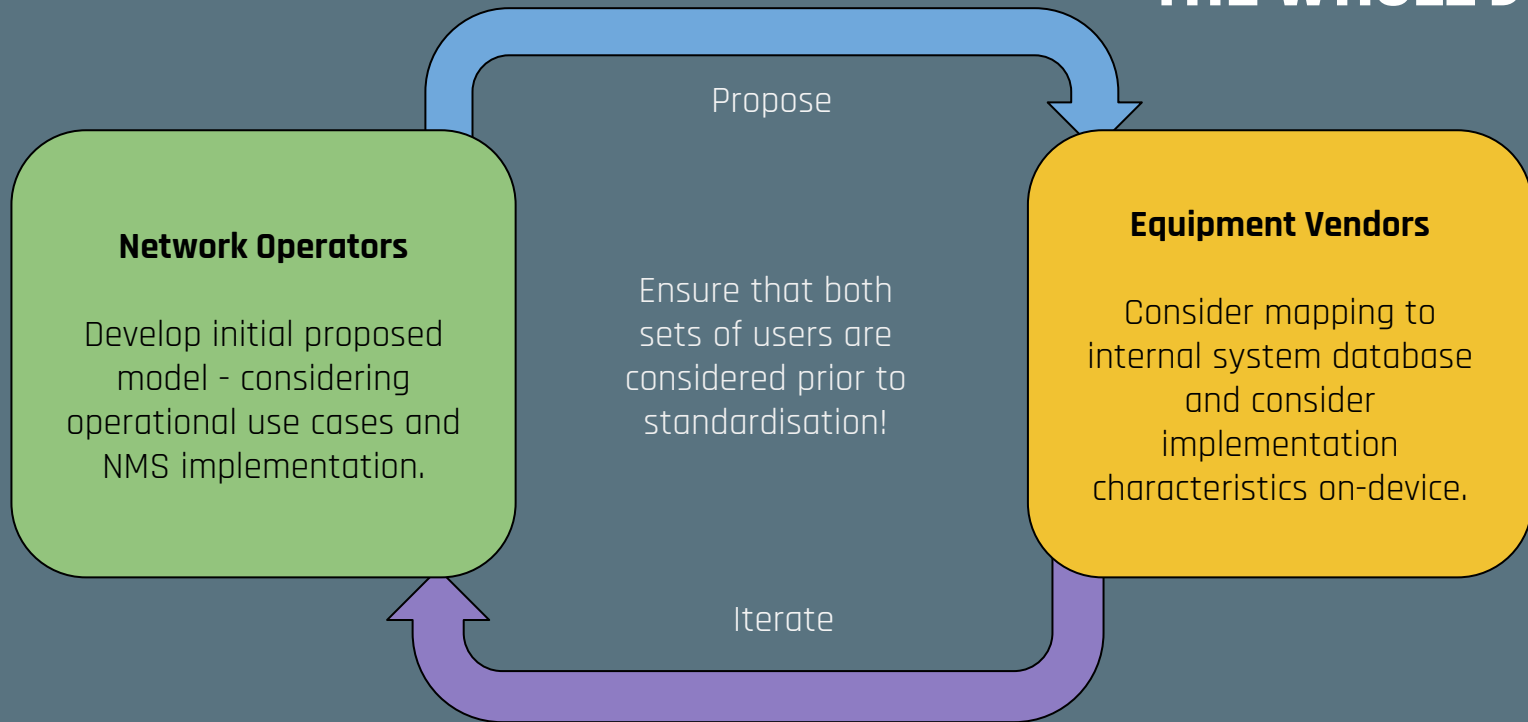 THE WHOLE
Propose
Network Operators
Develop initial proposed
model - considering
operational use cases and
NMS implementation.
Ensure that both
sets of users are
considered prior to
standardisation!
Equipment Vendors
Consider mapping to
internal system database
and consider
implementation
characteristics on-device.
Iterate